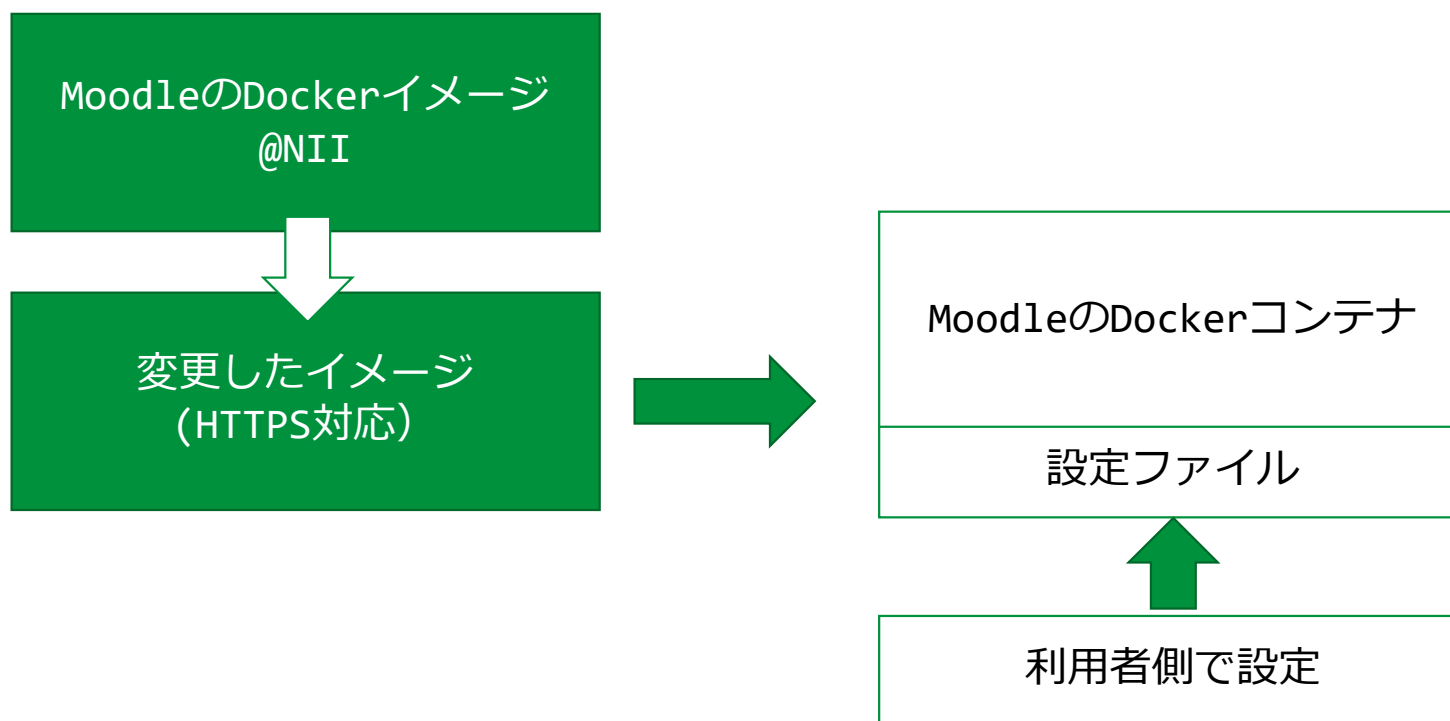 MoodleのDockerイメージ
@NII
変更したイメージ
(HTTPS対応）
MoodleのDockerコンテナ
設定ファイル
利用者側で設定